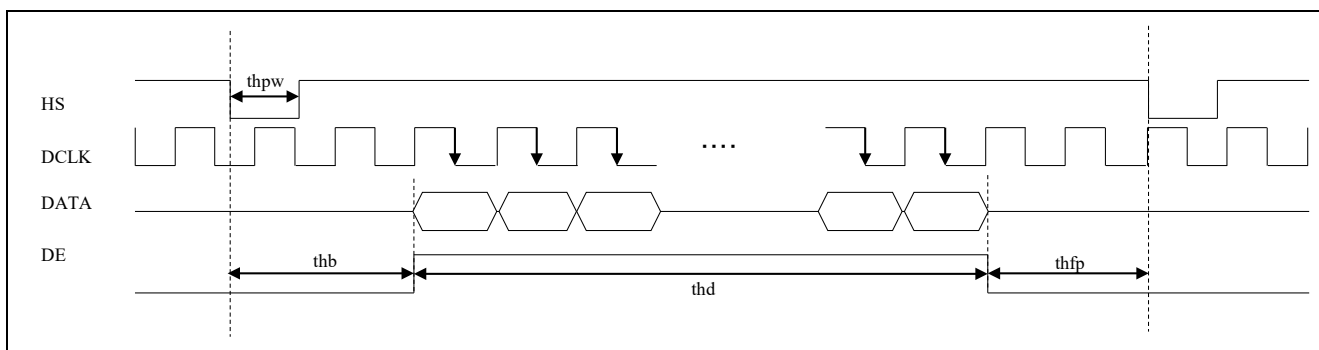 thpw
HS
DCLK
....
DATA
DE
thb
thd
thfp